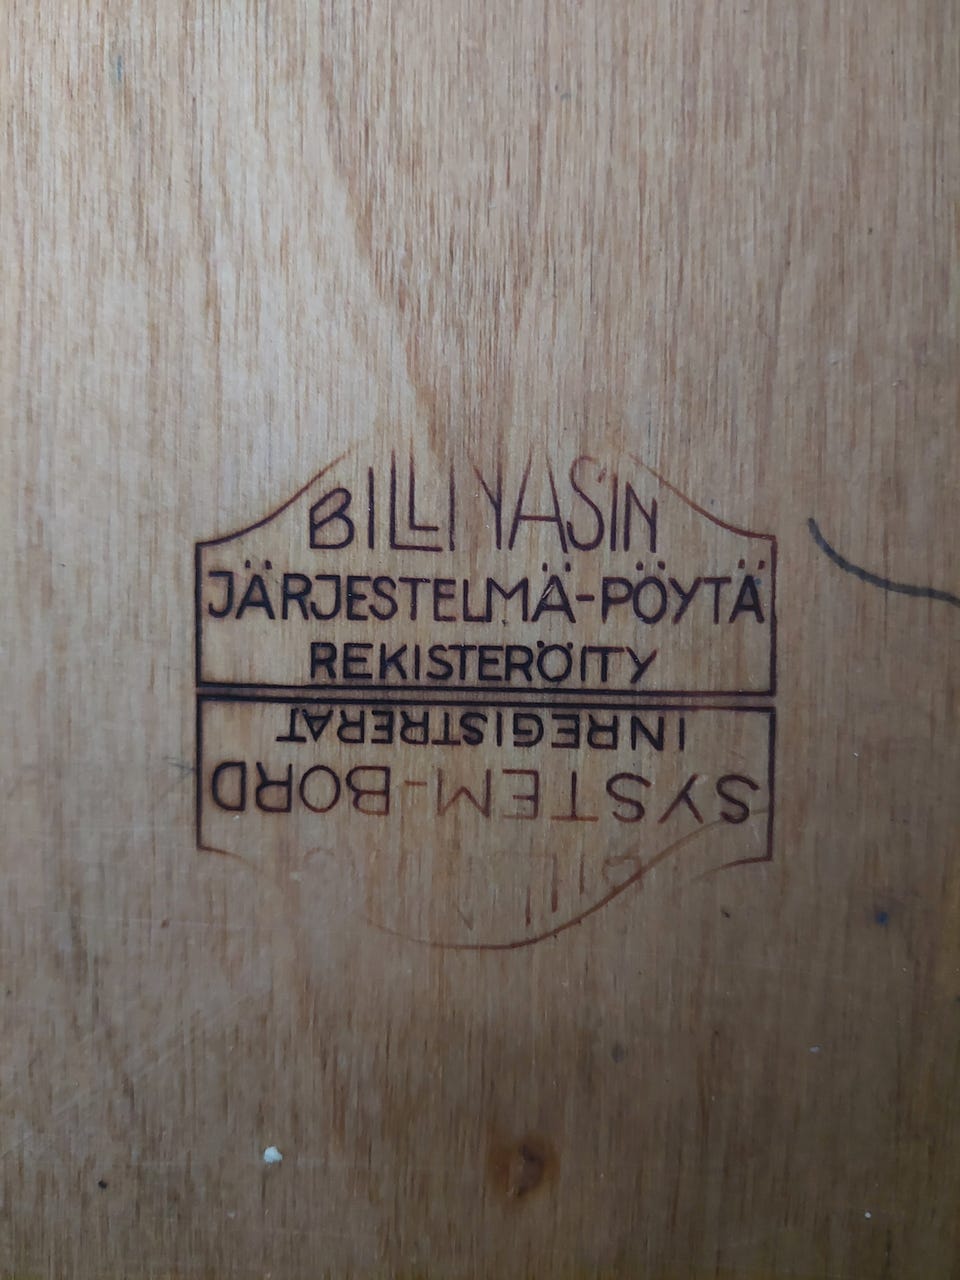 BILLNÄSIN
JÄRJESTELMÄ-PÖYTÄ
REKISTERÖITY
SYSTEM-BORD
INREGISTRERAT